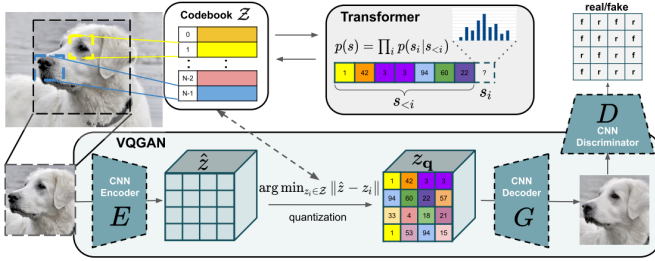 real/fake
Codebook 𝒵
0
1
N-2
N-1
Transformer
p(s) = ∏ᵢ p(sᵢ|s<ᵢ)
1 42 3 3 94 60 22 ?
s<ᵢ
sᵢ
f r f r
f f r f
r f r r
r r f f
D
CNN
Discriminator
VQGAN
CNN
Encoder
E
ẑ
arg min_{zᵢ∈𝒵} ‖ẑ − zᵢ‖
quantization
z_q
1 42 3 3
94 60 22 57
33 4 18 21
1 53 94 15
CNN
Decoder
G